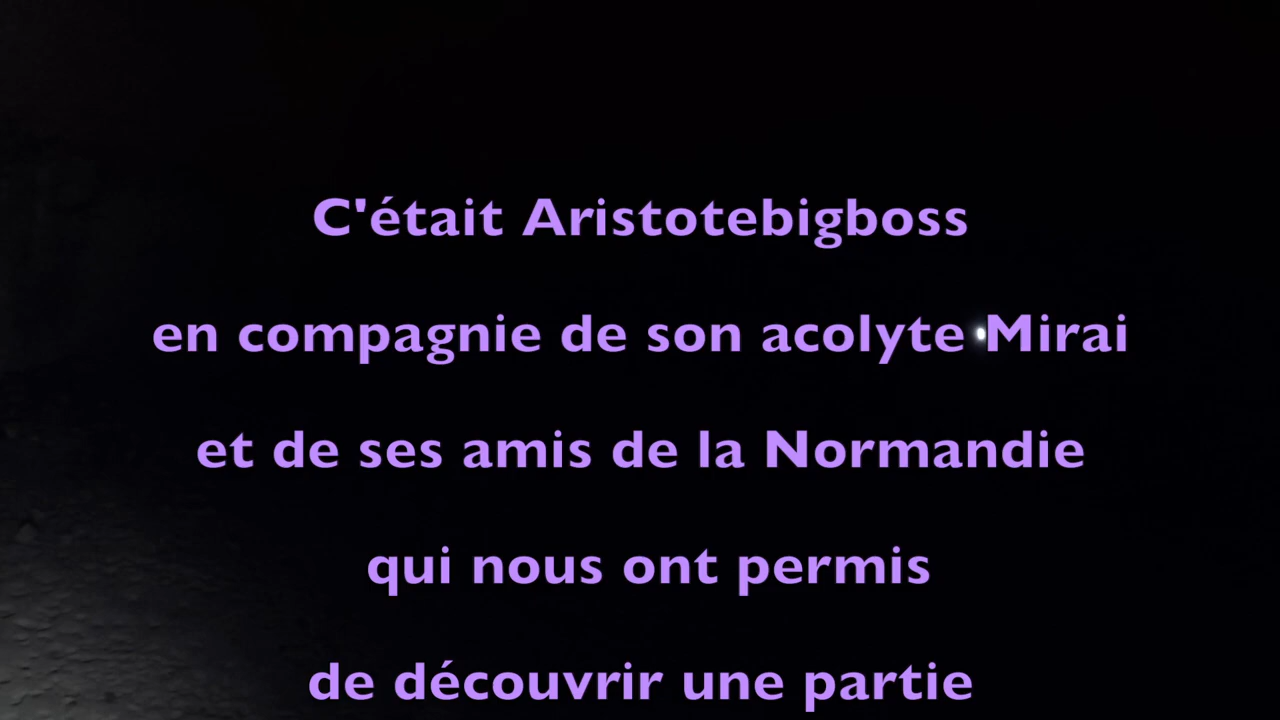 C'était Aristotebigboss
en compagnie de son acolyte Mirai
et de ses amis de la Normandie
qui nous ont permis
de découvrir une partie